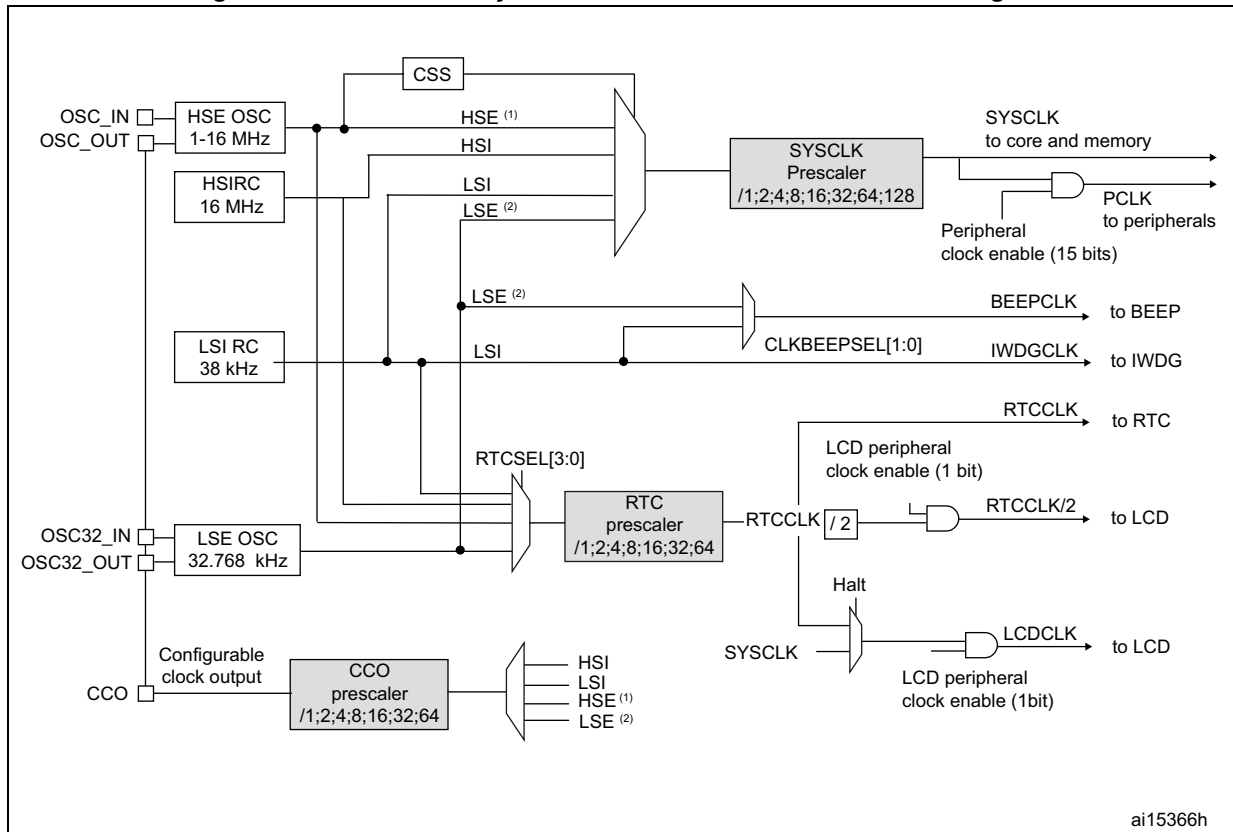 CSS
OSC_IN
OSC_OUT
HSE OSC
1-16 MHz
HSE (1)
HSI
LSI
LSE (2)
HSIRC
16 MHz
SYSCLK
Prescaler
/1;2;4;8;16;32;64;128
SYSCLK
to core and memory
PCLK
to peripherals
Peripheral
clock enable (15 bits)
LSE (2)
BEEPCLK
to BEEP
CLKBEEPSEL[1:0]
LSI RC
38 kHz
LSI
IWDGCLK
to IWDG
RTCCLK
to RTC
LCD peripheral
clock enable (1 bit)
RTCSEL[3:0]
RTC
prescaler
/1;2;4;8;16;32;64
RTCCLK
/ 2
RTCCLK/2
to LCD
OSC32_IN
OSC32_OUT
LSE OSC
32.768 kHz
Halt
SYSCLK
LCDCLK
to LCD
LCD peripheral
clock enable (1bit)
Configurable
clock output
CCO
CCO
prescaler
/1;2;4;8;16;32;64
HSI
LSI
HSE (1)
LSE (2)
ai15366h